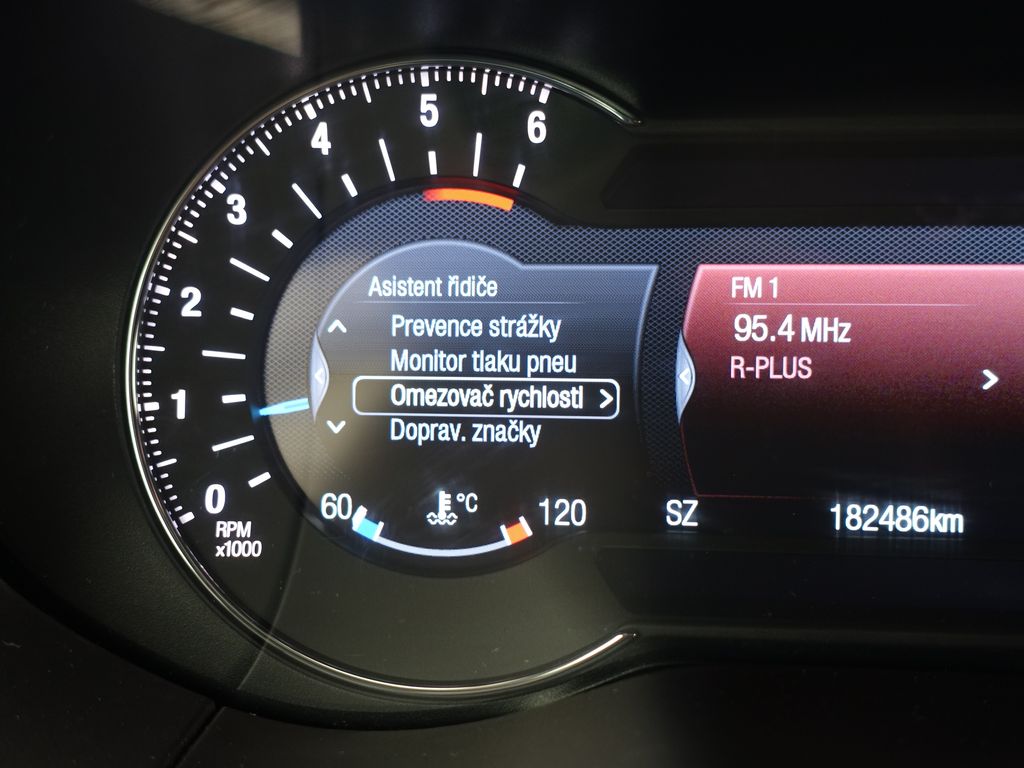 5
6
4
3
2
1
0
RPM
x1000
Asistent řidiče
Prevence strážky
Monitor tlaku pneu
Omezovač rychlosti
Doprav. značky
60
°C
120
FM 1
95.4 MHz
R-PLUS
SZ
182486km